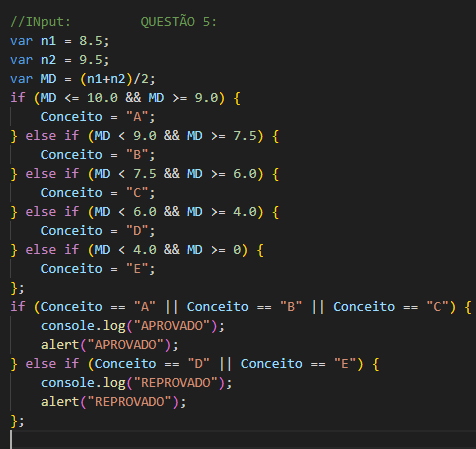 //INput:         QUESTÃO 5:
var n1 = 8.5;
var n2 = 9.5;
var MD = (n1+n2)/2;
if (MD <= 10.0 && MD >= 9.0) {
    Conceito = "A";
} else if (MD < 9.0 && MD >= 7.5) {
    Conceito = "B";
} else if (MD < 7.5 && MD >= 6.0) {
    Conceito = "C";
} else if (MD < 6.0 && MD >= 4.0) {
    Conceito = "D";
} else if (MD < 4.0 && MD >= 0) {
    Conceito = "E";
};
if (Conceito == "A" || Conceito == "B" || Conceito == "C") {
    console.log("APROVADO");
    alert("APROVADO");
} else if (Conceito == "D" || Conceito == "E") {
    console.log("REPROVADO");
    alert("REPROVADO");
};